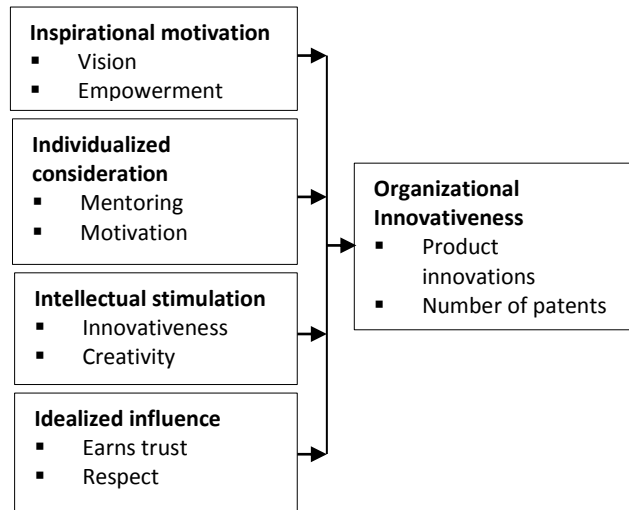 Inspirational motivation
▪ Vision
▪ Empowerment
Individualized
consideration
▪ Mentoring
▪ Motivation
Intellectual stimulation
▪ Innovativeness
▪ Creativity
Idealized influence
▪ Earns trust
▪ Respect
Organizational
Innovativeness
▪ Product
innovations
▪ Number of patents